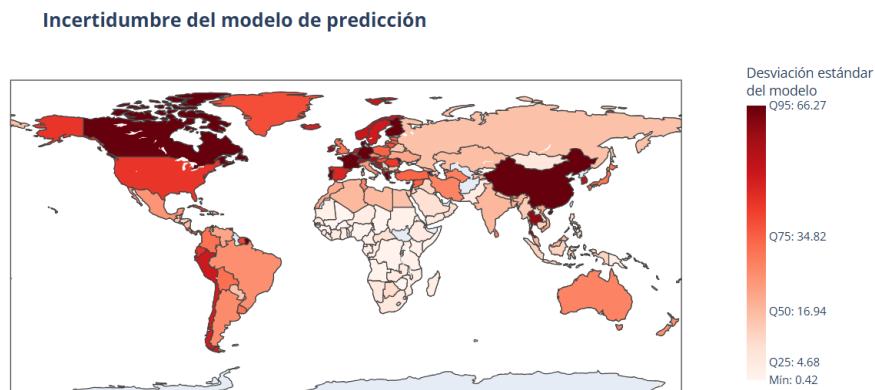 Incertidumbre del modelo de predicción
Desviación estándar
del modelo
Q95: 66.27
Q75: 34.82
Q50: 16.94
Q25: 4.68
Mín: 0.42